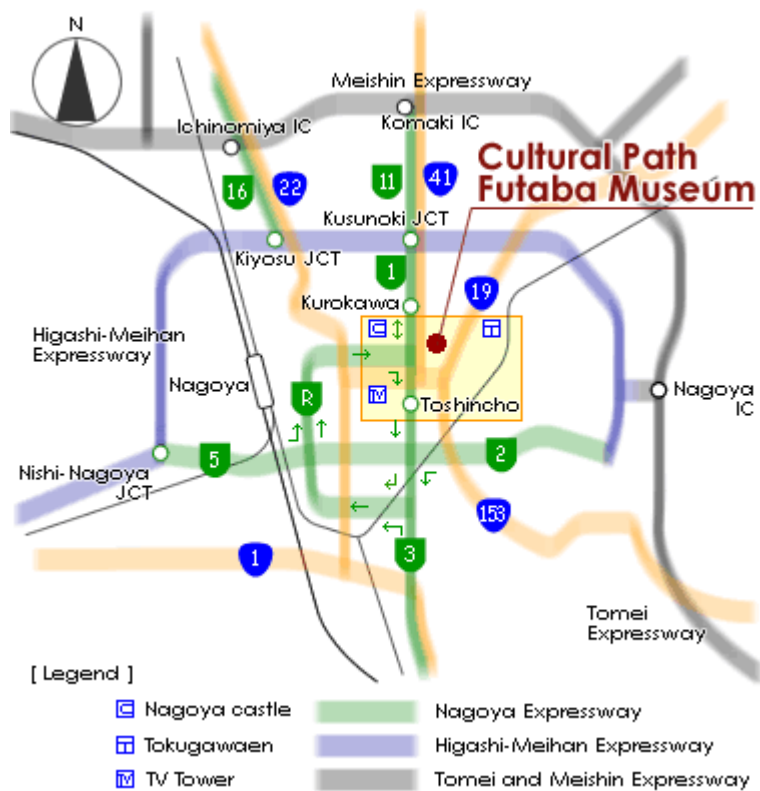 N
Meishin Expressway
Ichinomiya IC
Komaki IC
16
22
11
41
Cultural Path
Futaba Museum
Kusunoki JCT
Kiyosu JCT
1
19
Kurokawa
Higashi-Meihan
Expressway
Nagoya
R
TV
Toshincho
Nagoya
IC
5
2
Nishi-Nagoya
JCT
153
1
3
Tomei
Expressway
[ Legend ]
Nagoya castle
Nagoya Expressway
Tokugawaen
Higashi-Meihan Expressway
TV TV Tower
Tomei and Meishin Expressway